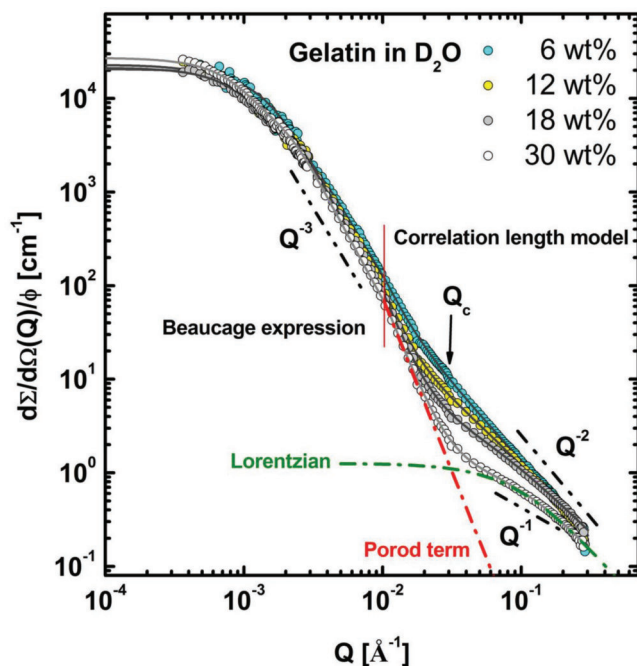 Gelatin in D₂O
6 wt%
12 wt%
18 wt%
30 wt%
Q⁻³
Correlation length model
Beaucage expression
Q_c
Q⁻²
Lorentzian
Q⁻¹
Porod term
dΣ/dΩ(Q)/ϕ [cm⁻¹]
10⁴
10³
10²
10¹
10⁰
10⁻¹
10⁻⁴ 10⁻³ 10⁻² 10⁻¹
Q [Å⁻¹]